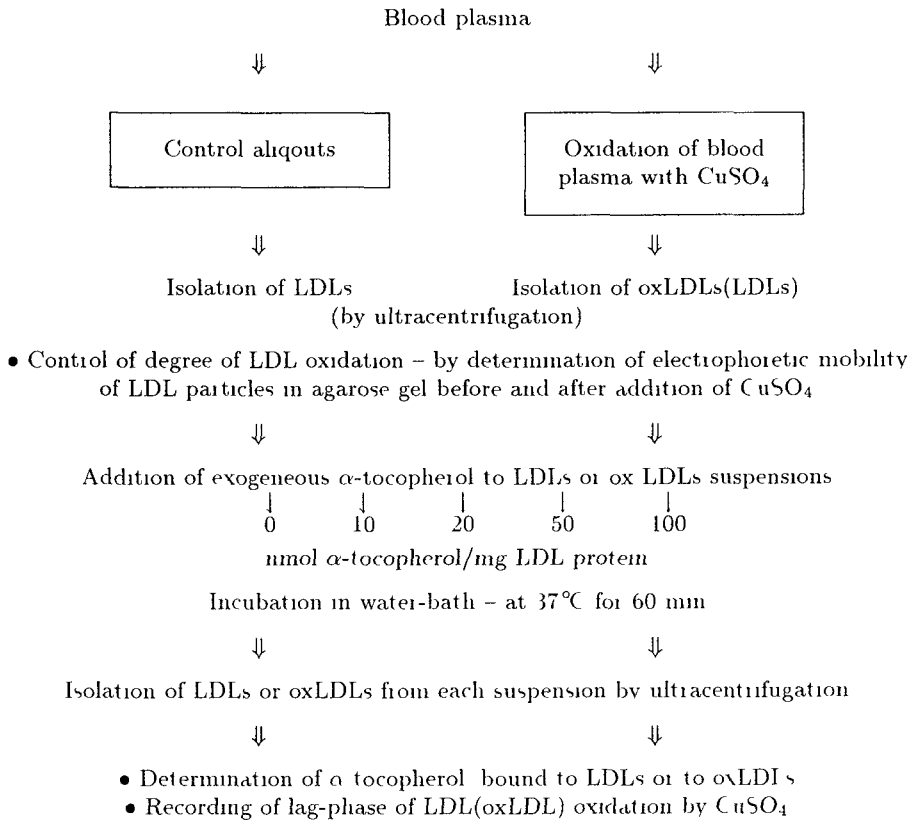 Blood plasma
⇓ ⇓
Control aliqouts
Oxidation of blood
plasma with CuSO₄
⇓ ⇓
Isolation of LDLs Isolation of oxLDLs(LDLs)
(by ultracentrifugation)
• Control of degree of LDL oxidation – by determination of electrophoretic mobility
of LDL particles in agarose gel before and after addition of CuSO₄
⇓ ⇓
Addition of exogeneous α-tocopherol to LDLs or ox LDLs suspensions
↓ ↓ ↓ ↓ ↓
0 10 20 50 100
nmol α-tocopherol/mg LDL protein
Incubation in water-bath – at 37°C for 60 min
⇓ ⇓
Isolation of LDLs or oxLDLs from each suspension by ultracentrifugation
⇓ ⇓
• Determination of α tocopherol bound to LDLs or to oxLDLs
• Recording of lag-phase of LDL(oxLDL) oxidation by CuSO₄